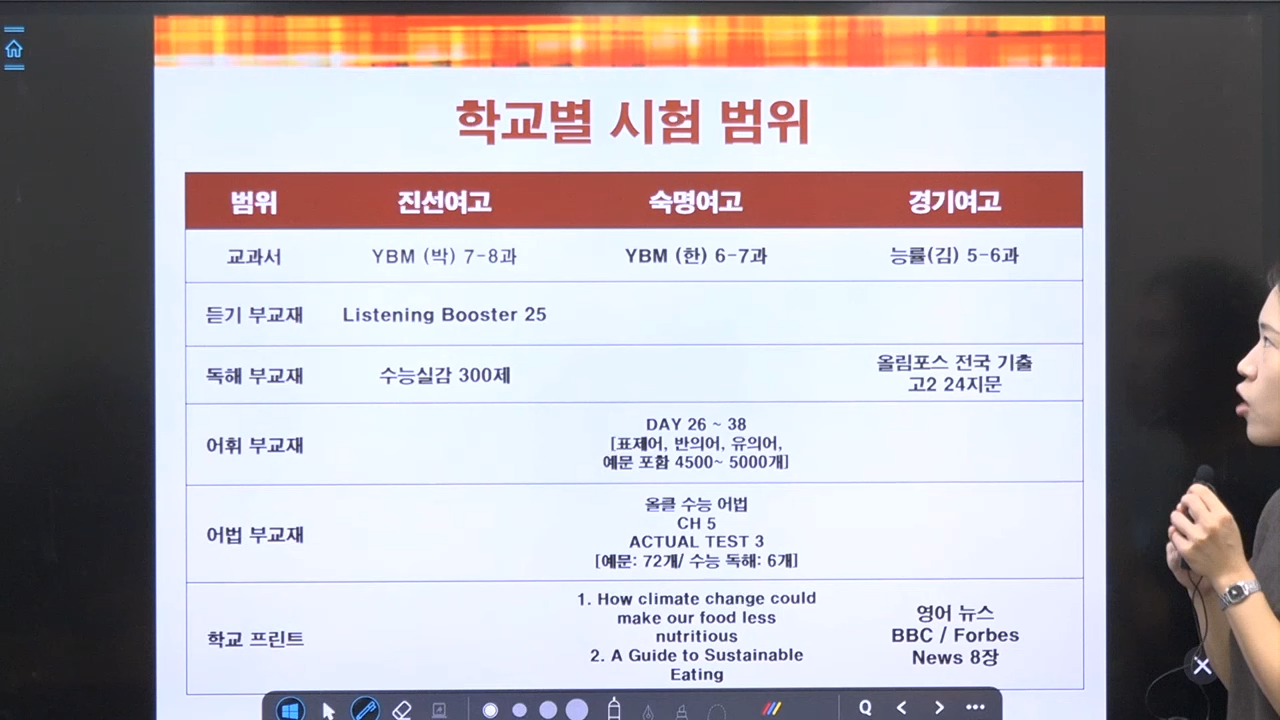 학교별 시험 범위
범위 진선여고 숙명여고 경기여고
교과서 YBM (박) 7-8과 YBM (한) 6-7과 능률(김) 5-6과
듣기 부교재 Listening Booster 25
독해 부교재 수능실감 300제 올림포스 전국 기출
고2 24지문
어휘 부교재 DAY 26 ~ 38
[표제어, 반의어, 유의어,
예문 포함 4500~ 5000개]
어법 부교재 올클 수능 어법
CH 5
ACTUAL TEST 3
[예문: 72개/ 수능 독해: 6개]
학교 프린트 1. How climate change could
make our food less
nutritious
2. A Guide to Sustainable
Eating
영어 뉴스
BBC / Forbes
News 8장